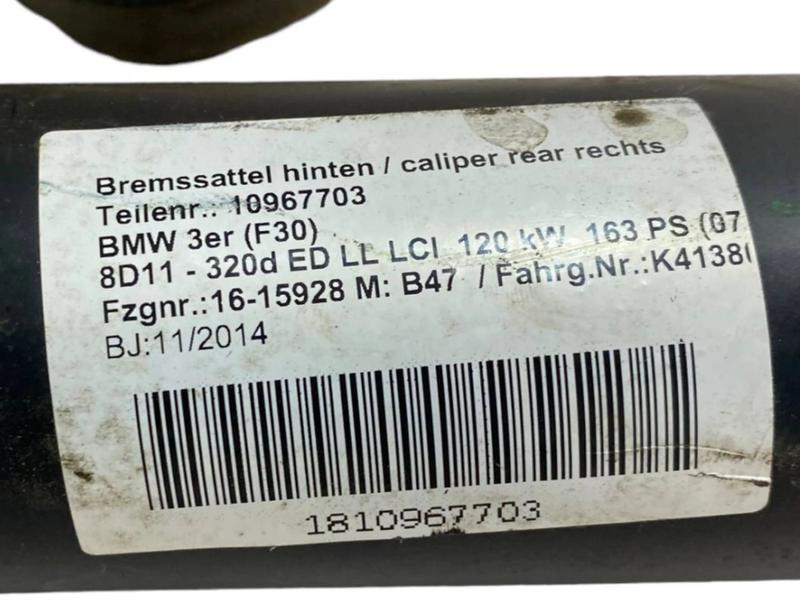 Bremssattel hinten / caliper rear rechts
Teilenr.: 10967703
BMW 3er (F30)
8D11 - 320d ED LL LCI 120 kW 163 PS (07
Fzgnr.:16-15928 M: B47 / Fahrg.Nr.:K4138
BJ:11/2014
1810967703